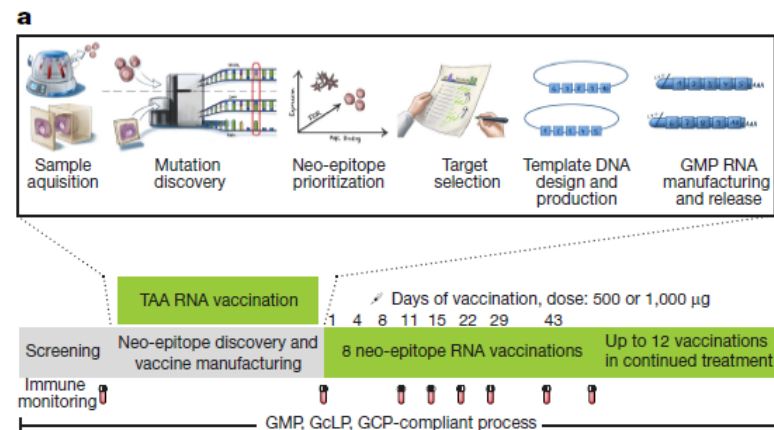 a
Sample
aquisition
Mutation
discovery
Neo-epitope
prioritization
Target
selection
Template DNA
design and
production
GMP RNA
manufacturing
and release
TAA RNA vaccination
Days of vaccination, dose: 500 or 1,000 μg
1 4 8 11 15 22 29 43
Screening
Neo-epitope discovery and
vaccine manufacturing
8 neo-epitope RNA vaccinations
Up to 12 vaccinations
in continued treatment
Immune
monitoring
GMP, GcLP, GCP-compliant process